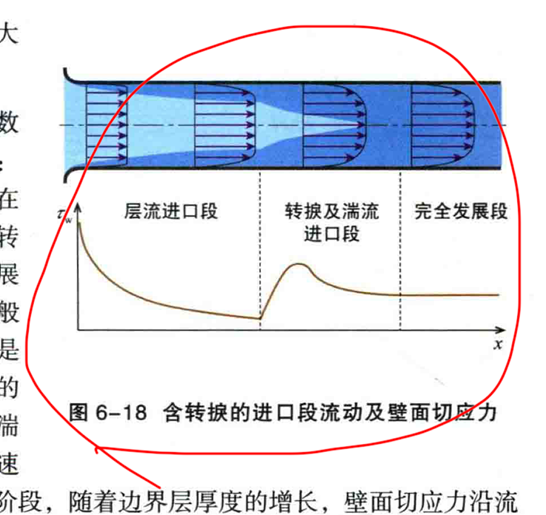 大
数
：
在
转
展
般
是
的
湍
速
τw
层流进口段
转捩及湍流
进口段
完全发展段
x
图 6-18 含转捩的进口段流动及壁面切应力
阶段，随着边界层厚度的增长，壁面切应力沿流